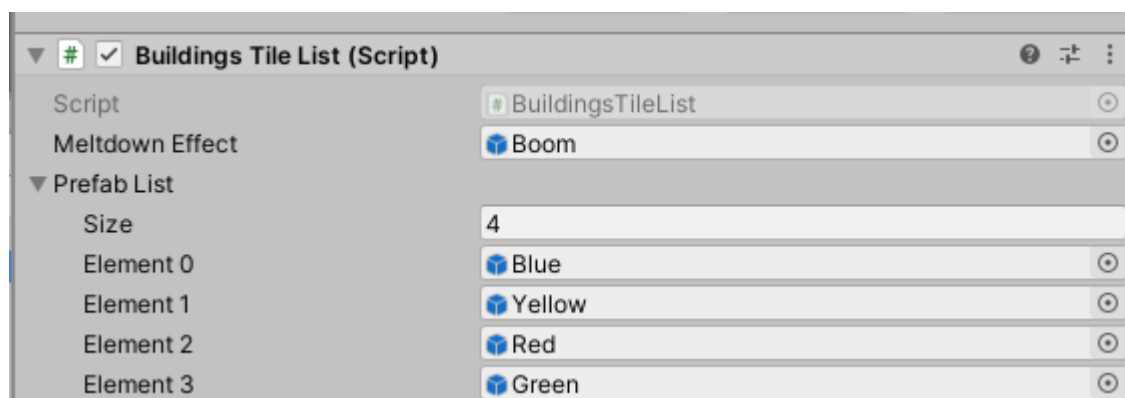 Buildings Tile List (Script)
Script BuildingsTileList
Meltdown Effect Boom
Prefab List
Size 4
Element 0 Blue
Element 1 Yellow
Element 2 Red
Element 3 Green